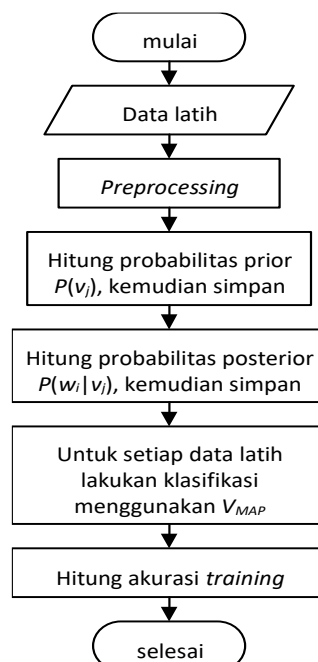 mulai
Data latih
Preprocessing
Hitung probabilitas prior
P(vⱼ), kemudian simpan
Hitung probabilitas posterior
P(wᵢ|vⱼ), kemudian simpan
Untuk setiap data latih
lakukan klasifikasi
menggunakan V_MAP
Hitung akurasi training
selesai